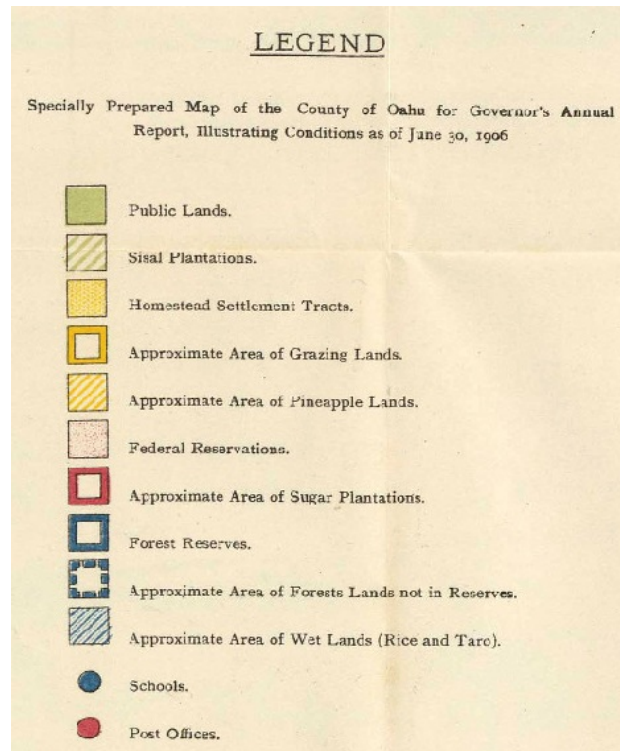 LEGEND
Specially Prepared Map of the County of Oahu for Governor's Annual
Report, Illustrating Conditions as of June 30, 1906
Public Lands.
Sisal Plantations.
Homestead Settlement Tracts.
Approximate Area of Grazing Lands.
Approximate Area of Pineapple Lands.
Federal Reservations.
Approximate Area of Sugar Plantations.
Forest Reserves.
Approximate Area of Forests Lands not in Reserves.
Approximate Area of Wet Lands (Rice and Taro).
Schools.
Post Offices.